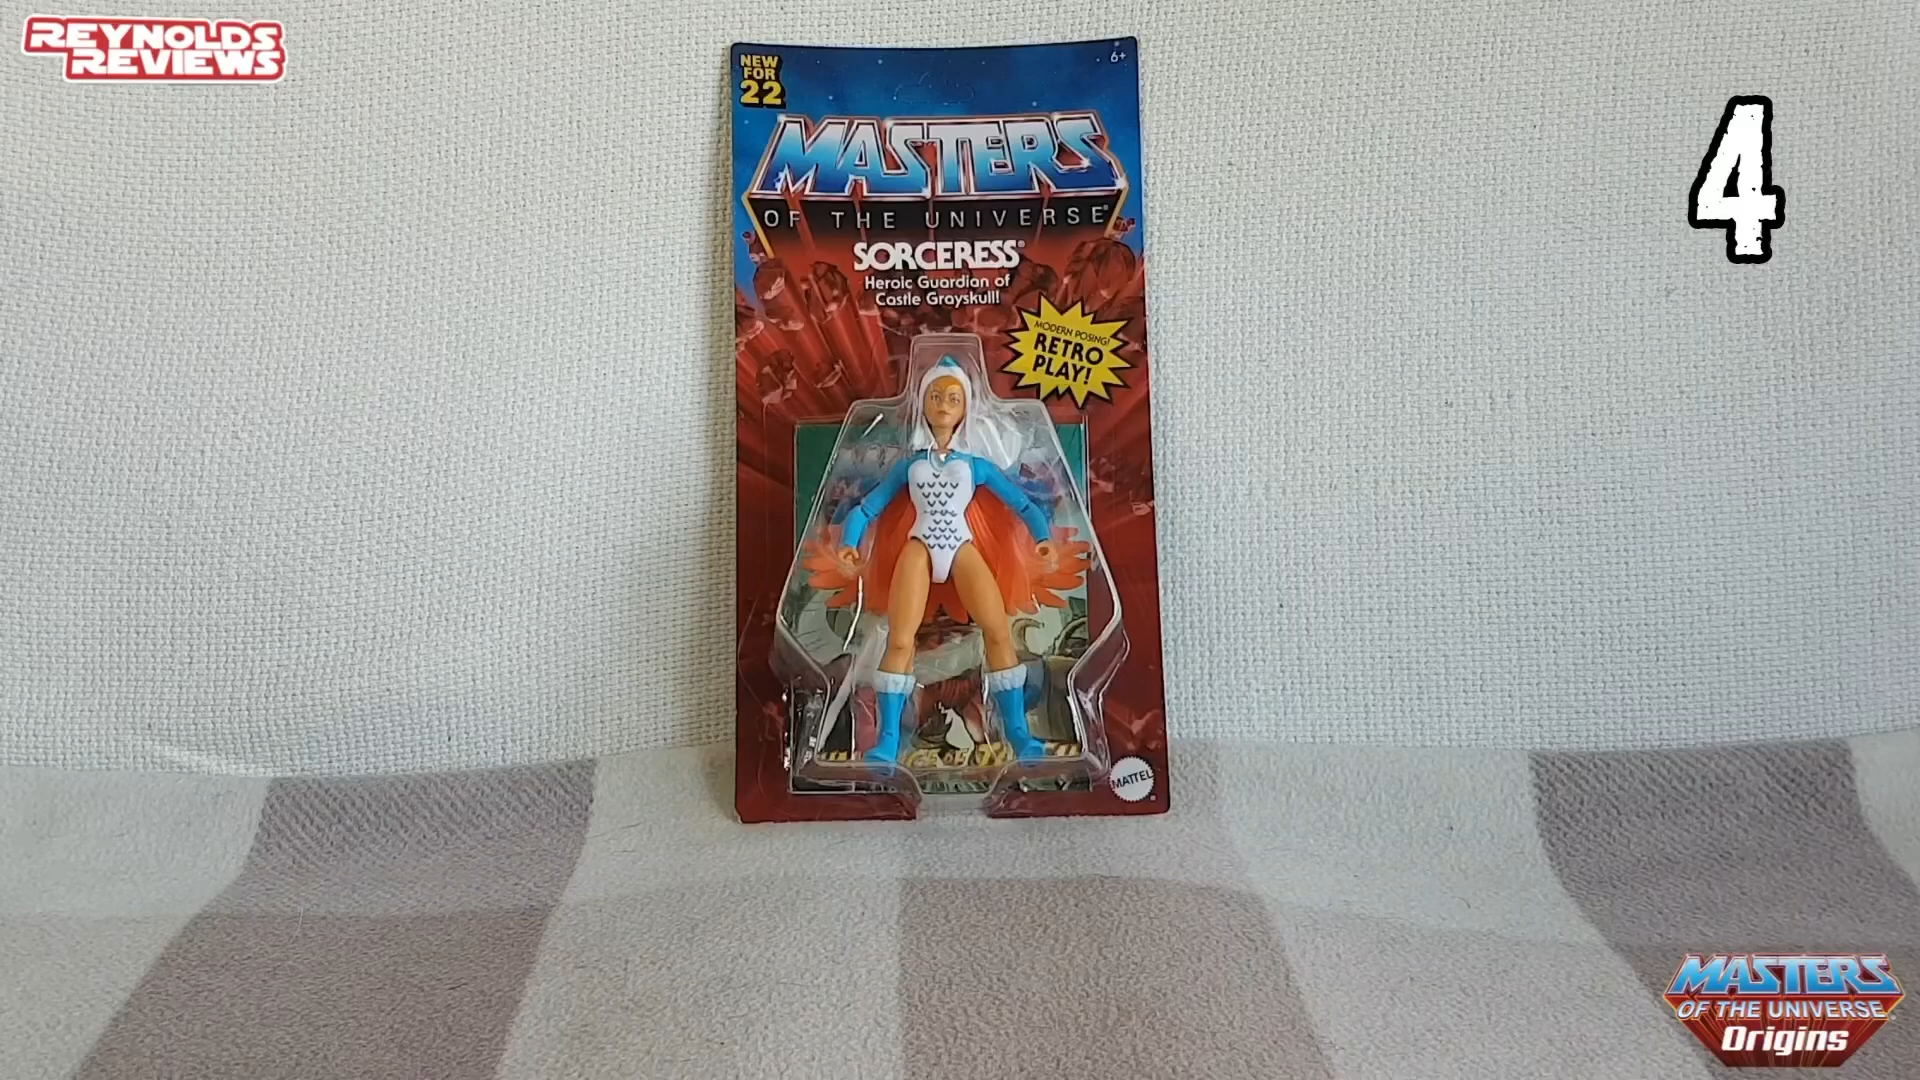 REYNOLDS
REVIEWS
NEW
FOR
22
6+
4
MASTERS
OF THE UNIVERSE®
SORCERESS®
Heroic Guardian of
Castle Grayskull!
MODERN POSING!
RETRO
PLAY!
MATTEL
MASTERS
OF THE UNIVERSE
Origins